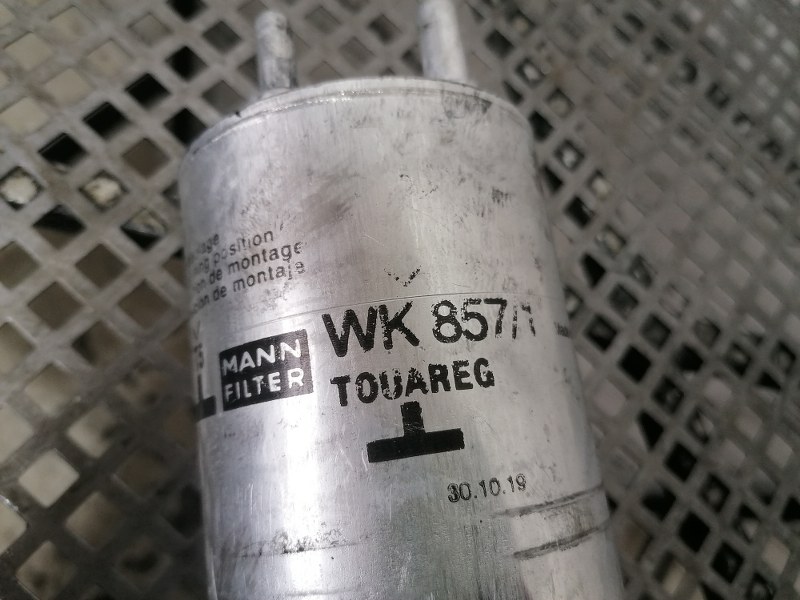 position
de montage
de montaje
WK 857/1
MANN
FILTER
TOUAREG
30.10.19